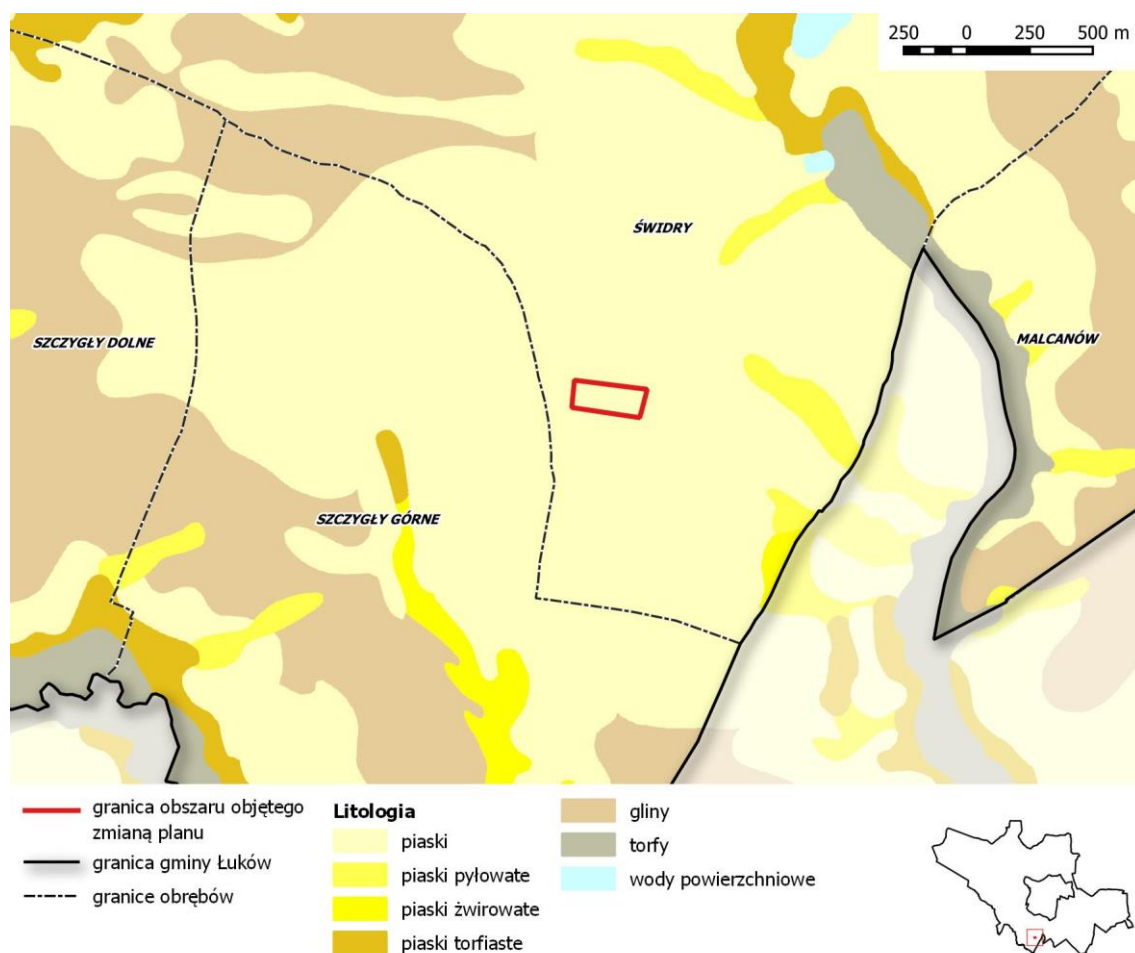 250 0 250 500 m
ŚWIDRY
SZCZYGŁY DOLNE
MALCANÓW
SZCZYGŁY GÓRNE
granica obszaru objętego
zmianą planu
granica gminy Łuków
granice obrębów
Litologia
piaski
piaski pyłowate
piaski żwirowate
piaski torfiaste
gliny
torfy
wody powierzchniowe